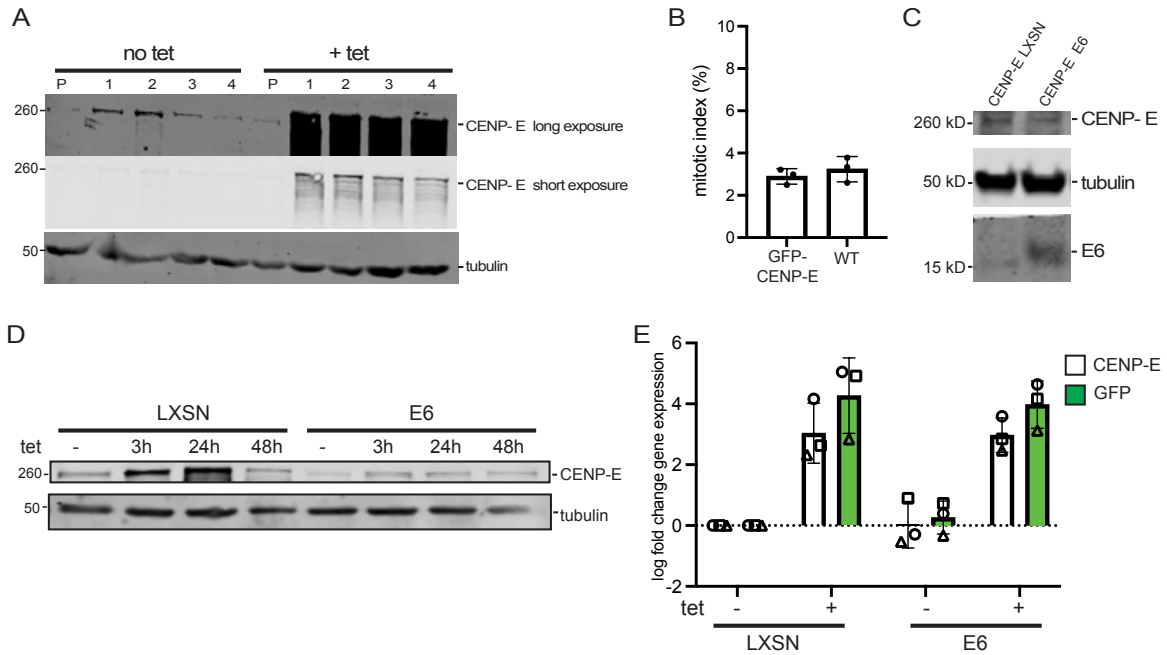 A
no tet
+ tet
P 1 2 3 4 P 1 2 3 4
260
CENP- E long exposure
260
CENP- E short exposure
50
tubulin
B
mitotic index (%)
10
8
6
4
2
0
GFP-
CENP-E
WT
C
CENP-E LXSN
CENP-E E6
260 kD
CENP- E
50 kD
tubulin
E6
15 kD
D
LXSN
E6
tet - 3h 24h 48h - 3h 24h 48h
260
CENP-E
50
tubulin
E
log fold change gene expression
6
4
2
0
-2
CENP-E
GFP
tet - + - +
LXSN
E6